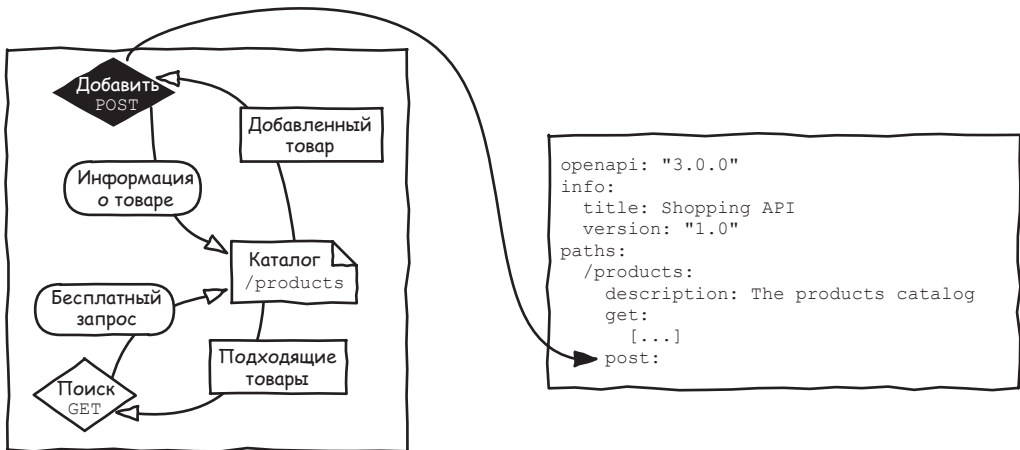 Добавить
POST
Добавленный
товар
Информация
о товаре
Каталог
/products
Бесплатный
запрос
Подходящие
товары
Поиск
GET
openapi: "3.0.0"
info:
  title: Shopping API
  version: "1.0"
paths:
  /products:
    description: The products catalog
    get:
      [...]
    post: